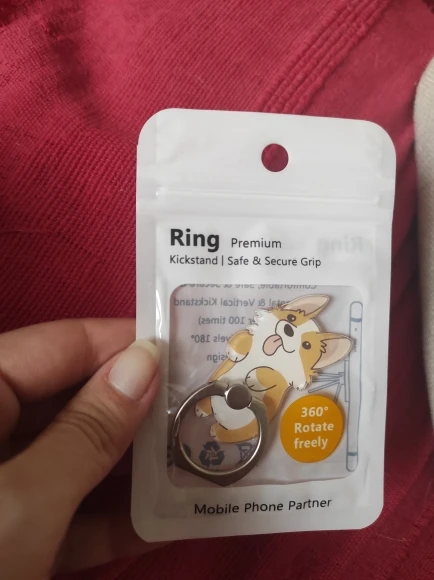 Ring Premium
Kickstand | Safe & Secure Grip
360°
Rotate
freely
Mobile Phone Partner